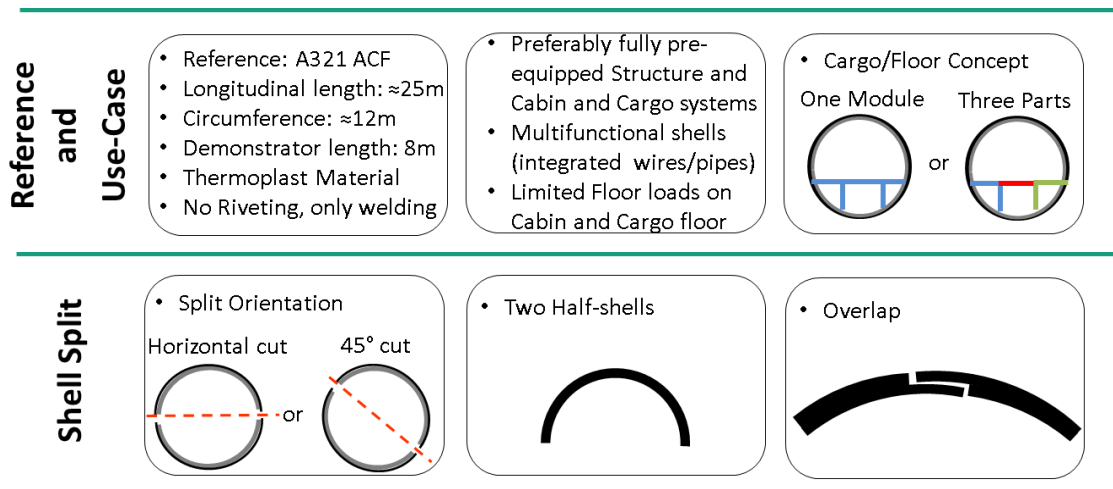 Reference
and
Use-Case
• Reference: A321 ACF
• Longitudinal length: ≈25m
• Circumference: ≈12m
• Demonstrator length: 8m
• Thermoplast Material
• No Riveting, only welding
• Preferably fully pre-
equipped Structure and
Cabin and Cargo systems
• Multifunctional shells
(integrated wires/pipes)
• Limited Floor loads on
Cabin and Cargo floor
• Cargo/Floor Concept
One Module
Three Parts
or
Shell Split
• Split Orientation
Horizontal cut
45° cut
or
• Two Half-shells
• Overlap